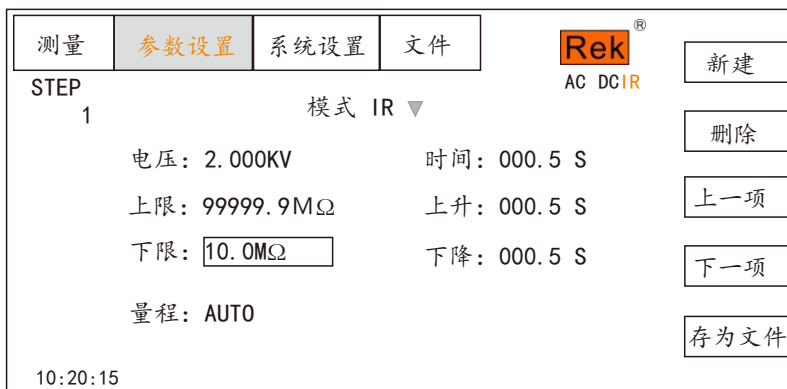 测量 参数设置 系统设置 文件
Rek®
AC DC IR
新建
STEP
1
模式 IR ▼
删除
电压: 2.000KV 时间: 000.5 S
上限: 99999.9MΩ 上升: 000.5 S
上一项
下限: 10.0MΩ 下降: 000.5 S
下一项
量程: AUTO
存为文件
10:20:15